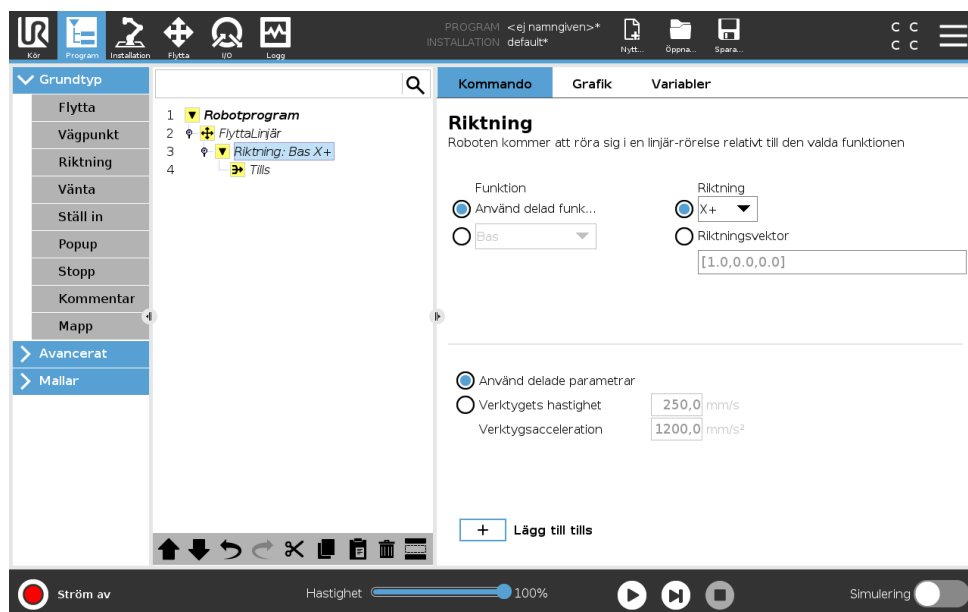 UR
PROGRAM <ej namngiven>*
INSTALLATION default*
Kör Program Installation Flytta I/O Logg
Nytt... Öppna... Spara...
C C
C C
Grundtyp
Flytta
Vägpunkt
Riktning
Vänta
Ställ in
Popup
Stopp
Kommentar
Mapp
Avancerat
Mallar
1 Robotprogram
2 FlyttaLinjär
3 Riktning: Bas X+
4 Tills
Kommando Grafik Variabler
Riktning
Roboten kommer att röra sig i en linjär-rörelse relativt till den valda funktionen
Funktion
Använd delad funk...
Bas
Riktning
X+
Riktningsvektor
[1.0,0.0,0.0]
Använd delade parametrar
Verktygets hastighet 250,0 mm/s
Verktygsacceleration 1200,0 mm/s²
+ Lägg till tills
Ström av
Hastighet 100%
Simulering